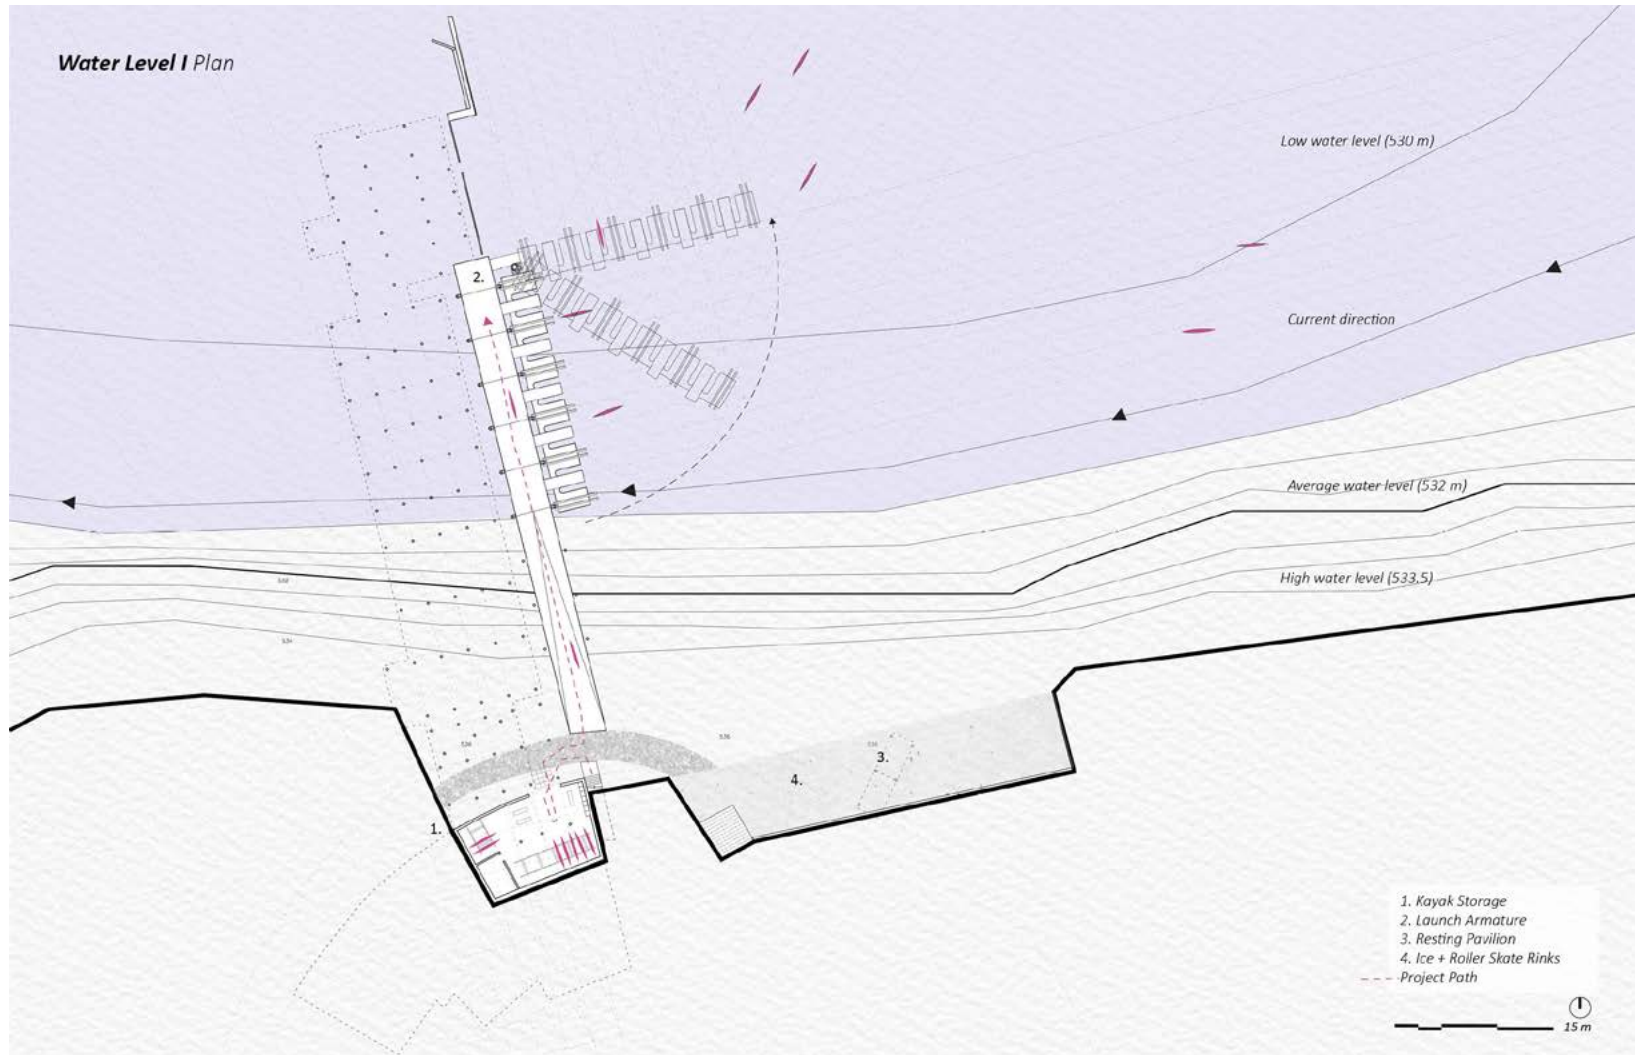 Water Level I Plan
Low water level (530 m)
2.
Current direction
Average water level (532 m)
High water level (533,5)
3.
4.
1.
1. Kayak Storage
2. Launch Armature
3. Resting Pavilion
4. Ice + Roller Skate Rinks
Project Path
15 m